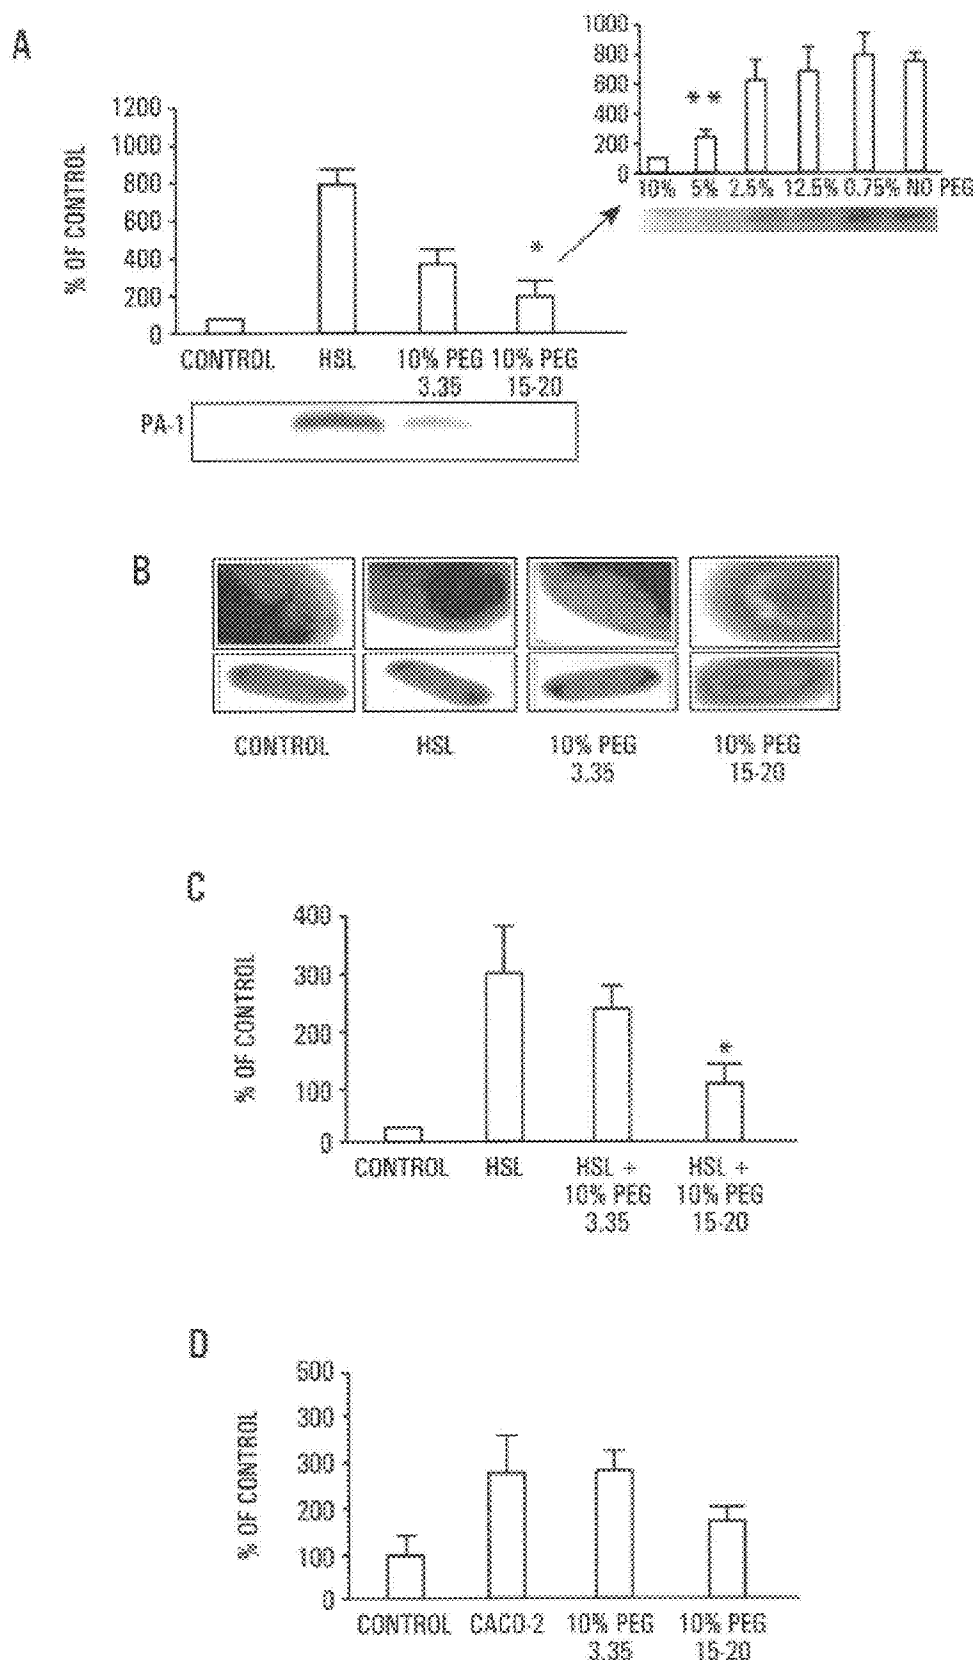 A
1200
1000
800
600
400
200
0
% OF CONTROL
CONTROL
HSL
10% PEG
3.35
10% PEG
15-20
*
PA-1
1000
800
600
400
200
0
* *
10% 5% 2.5% 12.5% 0.75% NO PEG
B
CONTROL
HSL
10% PEG
3.35
10% PEG
15-20
C
400
300
200
100
0
% OF CONTROL
*
CONTROL
HSL
HSL +
10% PEG
3.35
HSL +
10% PEG
15-20
D
500
300
300
200
100
0
% OF CONTROL
CONTROL
CACO-2
10% PEG
3.35
10% PEG
15-20